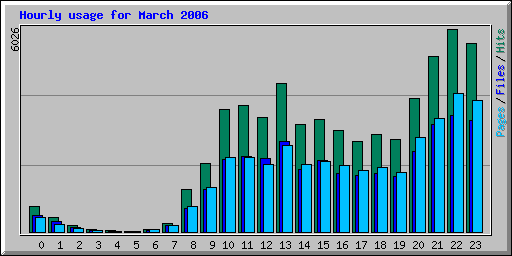 Hourly usage for March 2006
6026
Pages/Files/Hits
0 1 2 3 4 5 6 7 8 9 10 11 12 13 14 15 16 17 18 19 20 21 22 23